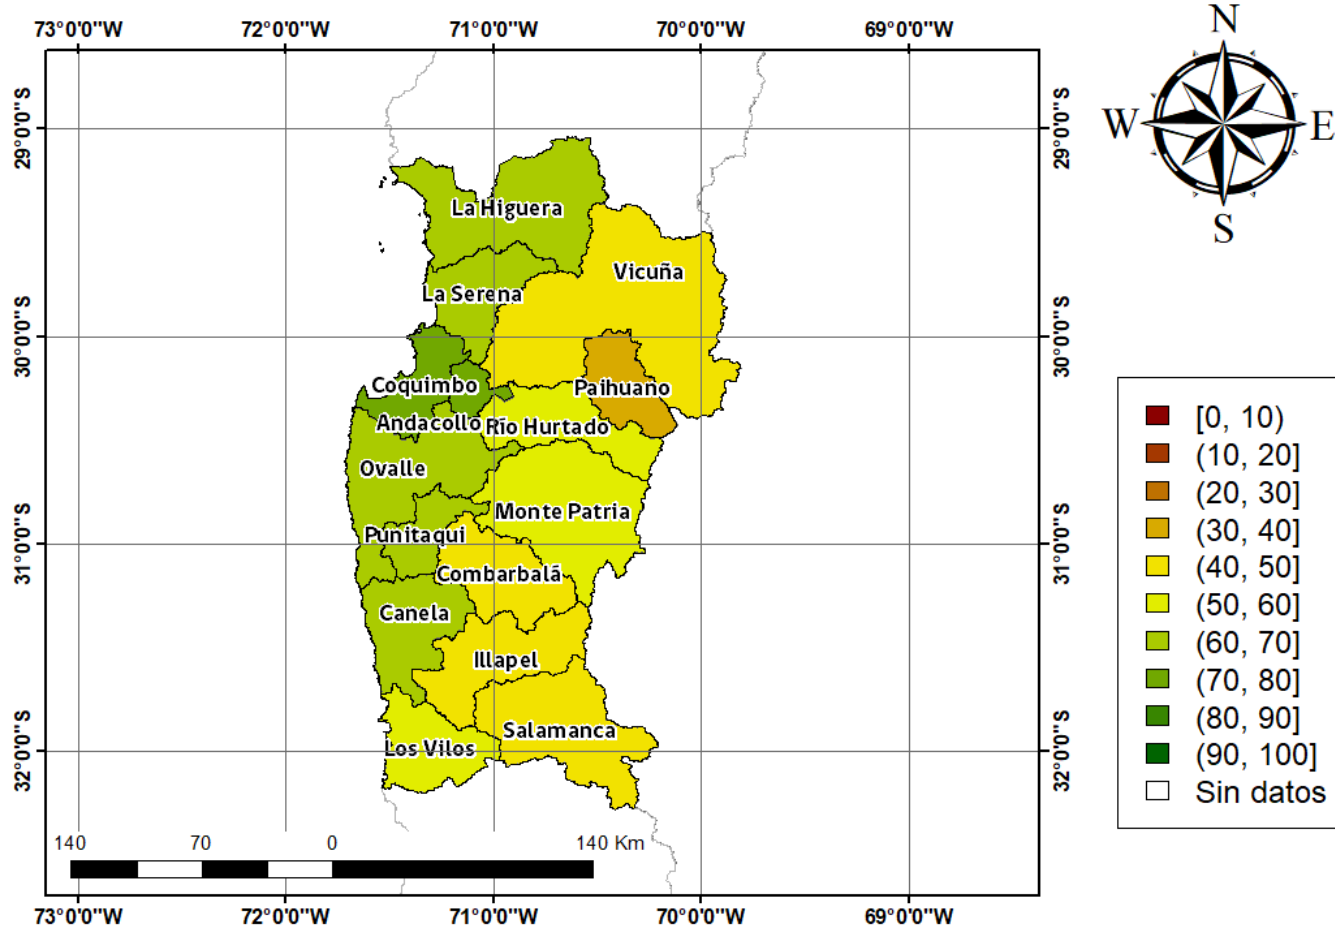 73°0'0"W 72°0'0"W 71°0'0"W 70°0'0"W 69°0'0"W
N
W E
S
29°0'0"S 29°0'0"S
La Higuera
Vicuña
La Serena
30°0'0"S 30°0'0"S
Coquimbo
Paihuano
Andacollo
Río Hurtado
Ovalle
Monte Patria
Punitaqui
31°0'0"S 31°0'0"S
Combarbalá
Canela
Illapel
Salamanca
Los Vilos
32°0'0"S 32°0'0"S
[0, 10)
(10, 20]
(20, 30]
(30, 40]
(40, 50]
(50, 60]
(60, 70]
(70, 80]
(80, 90]
(90, 100]
Sin datos
140 70 0 140 Km
73°0'0"W 72°0'0"W 71°0'0"W 70°0'0"W 69°0'0"W